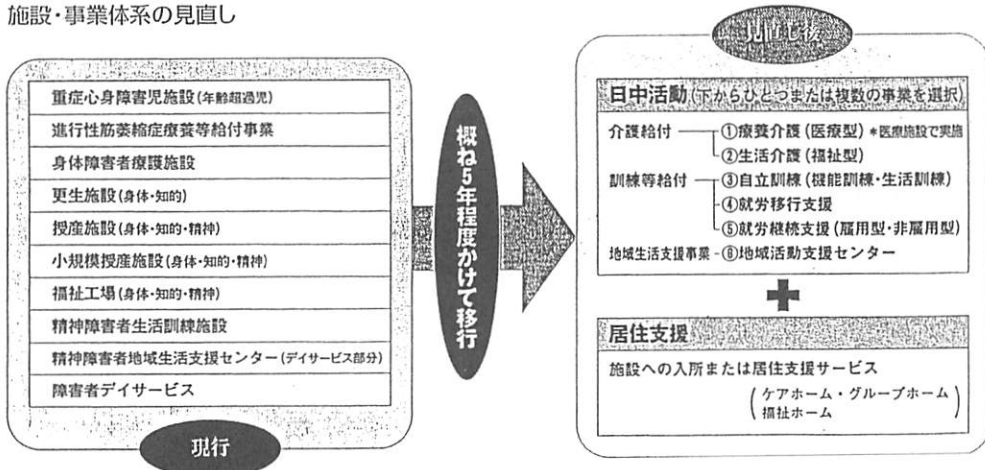 施設・事業体系の見直し
重症心身障害児施設(年齢超過児)
進行性筋萎縮症療養等給付事業
身体障害者療護施設
更生施設(身体・知的)
授産施設(身体・知的・精神)
小規模授産施設(身体・知的・精神)
福祉工場(身体・知的・精神)
精神障害者生活訓練施設
精神障害者地域生活支援センター(デイサービス部分)
障害者デイサービス
現行
概ね5年程度かけて移行
見直し後
日中活動(下からひとつまたは複数の事業を選択)
介護給付 ①療養介護(医療型) *医療施設で実施
②生活介護(福祉型)
訓練等給付 ③自立訓練(機能訓練・生活訓練)
④就労移行支援
⑤就労継続支援(雇用型・非雇用型)
地域生活支援事業-⑥地域活動支援センター
+
居住支援
施設への入所または居住支援サービス
(ケアホーム・グループホーム
福祉ホーム)